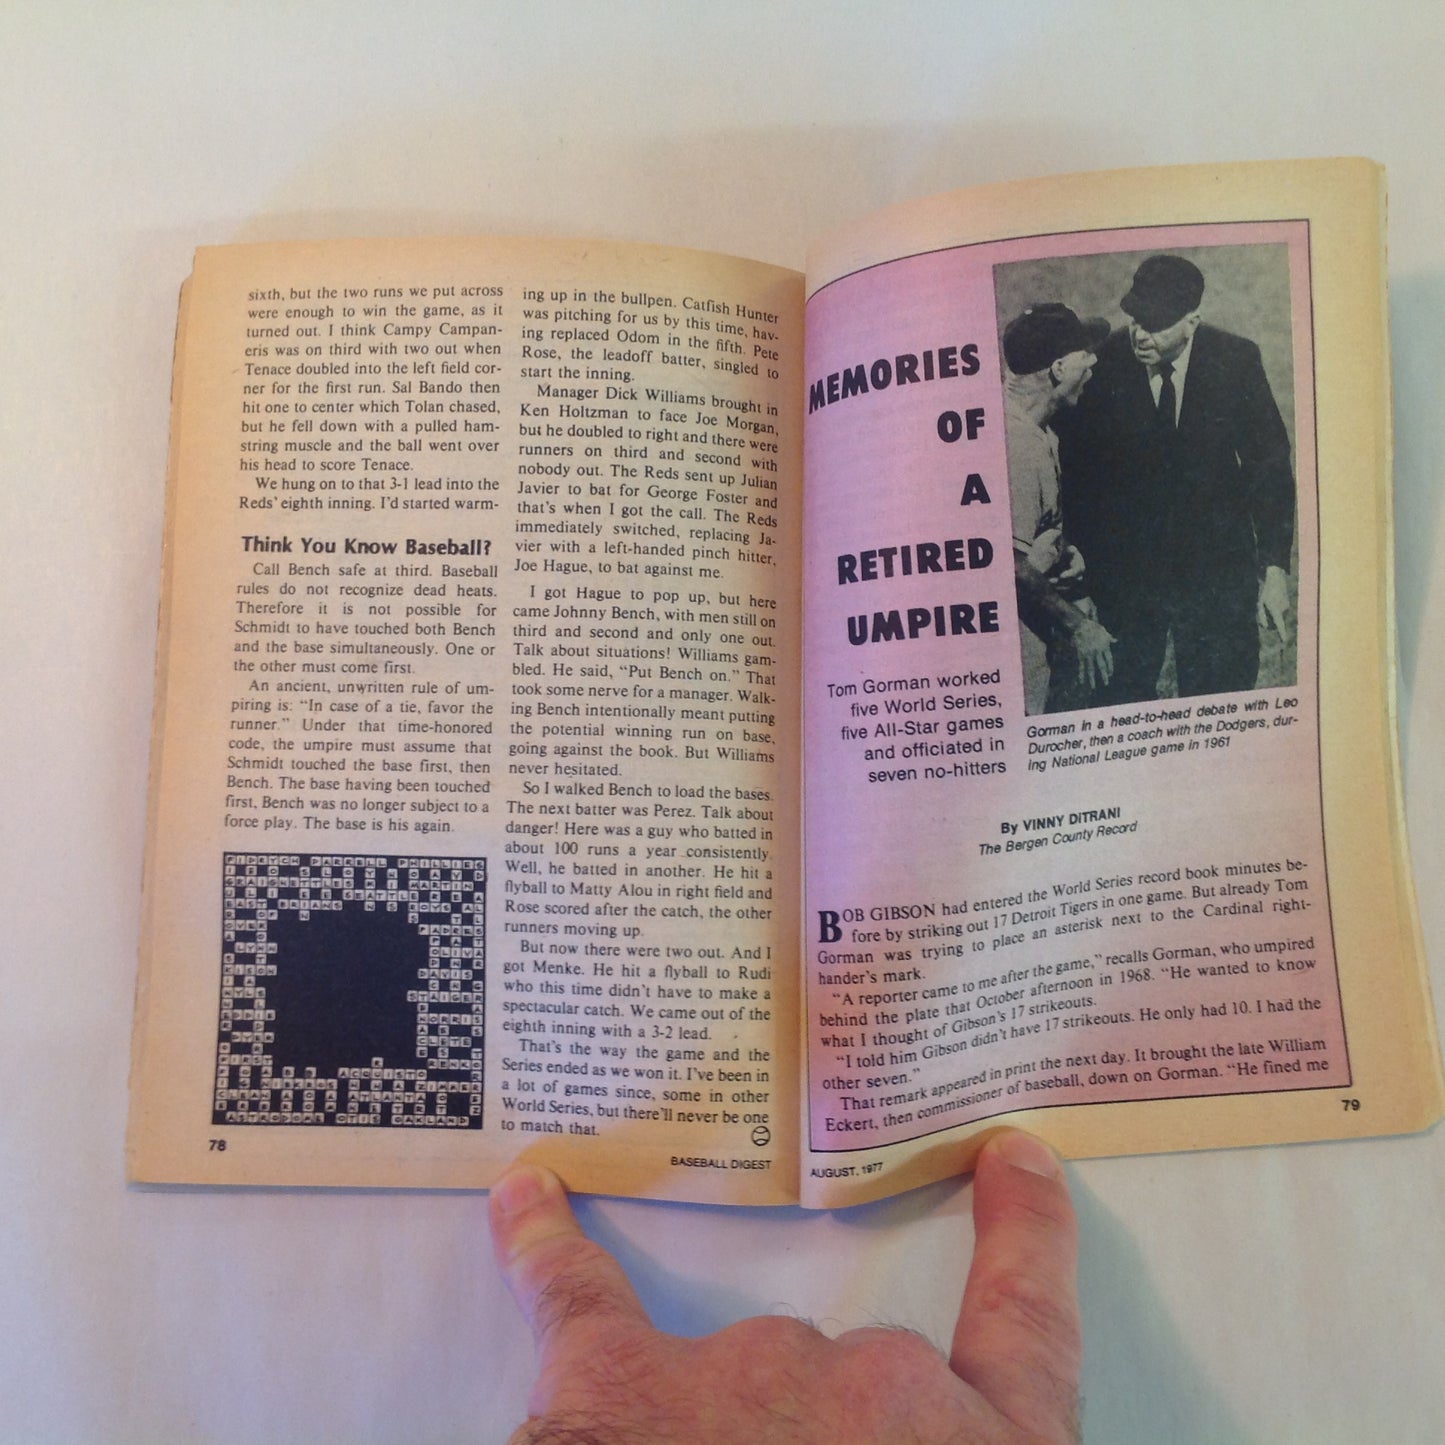 sixth, but the two runs we put across
were enough to win the game, as it
turned out. I think Campy Campan-
eris was on third with two out when
Tenace doubled into the left field cor-
ner for the first run. Sal Bando then
hit one to center which Tolan chased,
but he fell down with a pulled ham-
string muscle and the ball went over
his head to score Tenace.
We hung on to that 3-1 lead into the
Reds' eighth inning. I'd started warm-
Think You Know Baseball?
Call Bench safe at third. Baseball
rules do not recognize dead heats.
Therefore it is not possible for
Schmidt to have touched both Bench
and the base simultaneously. One or
the other must come first.
An ancient, unwritten rule of um-
piring is: "In case of a tie, favor the
runner." Under that time-honored
code, the umpire must assume that
Schmidt touched the base first, then
Bench. The base having been touched
first, Bench was no longer subject to a
force play. The base is his again.
FIDRYCH DARRELL PHILLIES
GRAIGNETTLES MARTIN
SEATTLE
EAST BRIANS ROYS AL
PADRES
LYNN
OLIVA
KISON
DAVIS
STAIGER
EDDIE
NORRIS
CLETE
FIRST RENKO
ACQUISTO
NIEKROS ZIMMER
CLEAN ATLANTA
ASTRODOME OTIS OAKLAND
78
ing up in the bullpen. Catfish Hunter
was pitching for us by this time, hav-
ing replaced Odom in the fifth. Pete
Rose, the leadoff batter, singled to
start the inning.
Manager Dick Williams brought in
Ken Holtzman to face Joe Morgan,
but he doubled to right and there were
runners on third and second with
nobody out. The Reds sent up Julian
Javier to bat for George Foster and
that's when I got the call. The Reds
immediately switched, replacing Ja-
vier with a left-handed pinch hitter,
Joe Hague, to bat against me.
I got Hague to pop up, but here
came Johnny Bench, with men still on
third and second and only one out.
Talk about situations! Williams gam-
bled. He said, "Put Bench on." That
took some nerve for a manager. Walk-
ing Bench intentionally meant putting
the potential winning run on base,
going against the book. But Williams
never hesitated.
So I walked Bench to load the bases.
The next batter was Perez. Talk about
danger! Here was a guy who batted in
about 100 runs a year consistently.
Well, he batted in another. He hit a
flyball to Matty Alou in right field and
Rose scored after the catch, the other
runners moving up.
But now there were two out. And I
got Menke. He hit a flyball to Rudi
who this time didn't have to make a
spectacular catch. We came out of the
eighth inning with a 3-2 lead.
That's the way the game and the
Series ended as we won it. I've been in
a lot of games since, some in other
World Series, but there'll never be one
to match that.
BASEBALL DIGEST
MEMORIES
OF
A
RETIRED
UMPIRE
Tom Gorman worked
five World Series,
five All-Star games
and officiated in
seven no-hitters
Gorman in a head-to-head debate with Leo
Durocher, then a coach with the Dodgers, dur-
ing National League game in 1961
By VINNY DiTRANI
The Bergen County Record
BOB GIBSON had entered the World Series record book minutes be-
fore by striking out 17 Detroit Tigers in one game. But already Tom
Gorman was trying to place an asterisk next to the Cardinal right-
hander's mark.
"A reporter came to me after the game," recalls Gorman, who umpired
behind the plate that October afternoon in 1968. "He wanted to know
what I thought of Gibson's 17 strikeouts.
"I told him Gibson didn't have 17 strikeouts. He only had 10. I had the
other seven."
That remark appeared in print the next day. It brought the late William
Eckert, then commissioner of baseball, down on Gorman. "He fined me
AUGUST, 1977
79